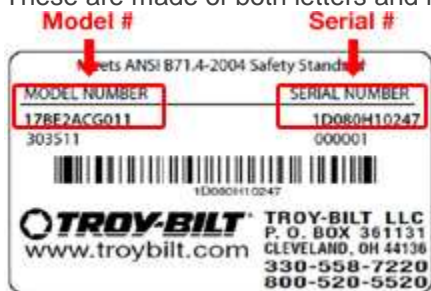 These are made of both letters and
Model # Serial #
Meets ANSI B71.4-2004 Safety Standard
MODEL NUMBER SERIAL NUMBER
17BE2ACG011 1D080H10247
303511 000001
1D080H10247
TROY-BILT TROY-BILT LLC
www.troybilt.com P. O. BOX 361131
CLEVELAND, OH 44136
330-558-7220
800-520-5520